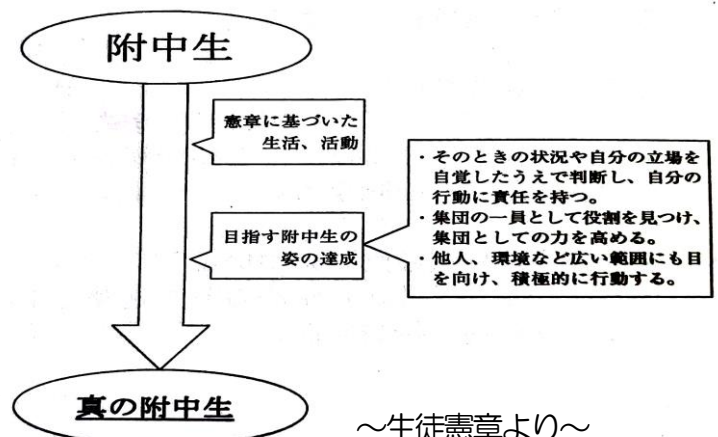 附中生
憲章に基づいた
生活、活動
・そのときの状況や自分の立場を
自覚したうえで判断し、自分の
行動に責任を持つ。
・集団の一員として役割を見つけ、
集団としての力を高める。
・他人、環境など広い範囲にも目
を向け、積極的に行動する。
目指す附中生の
姿の達成
真の附中生
～生徒憲章より～